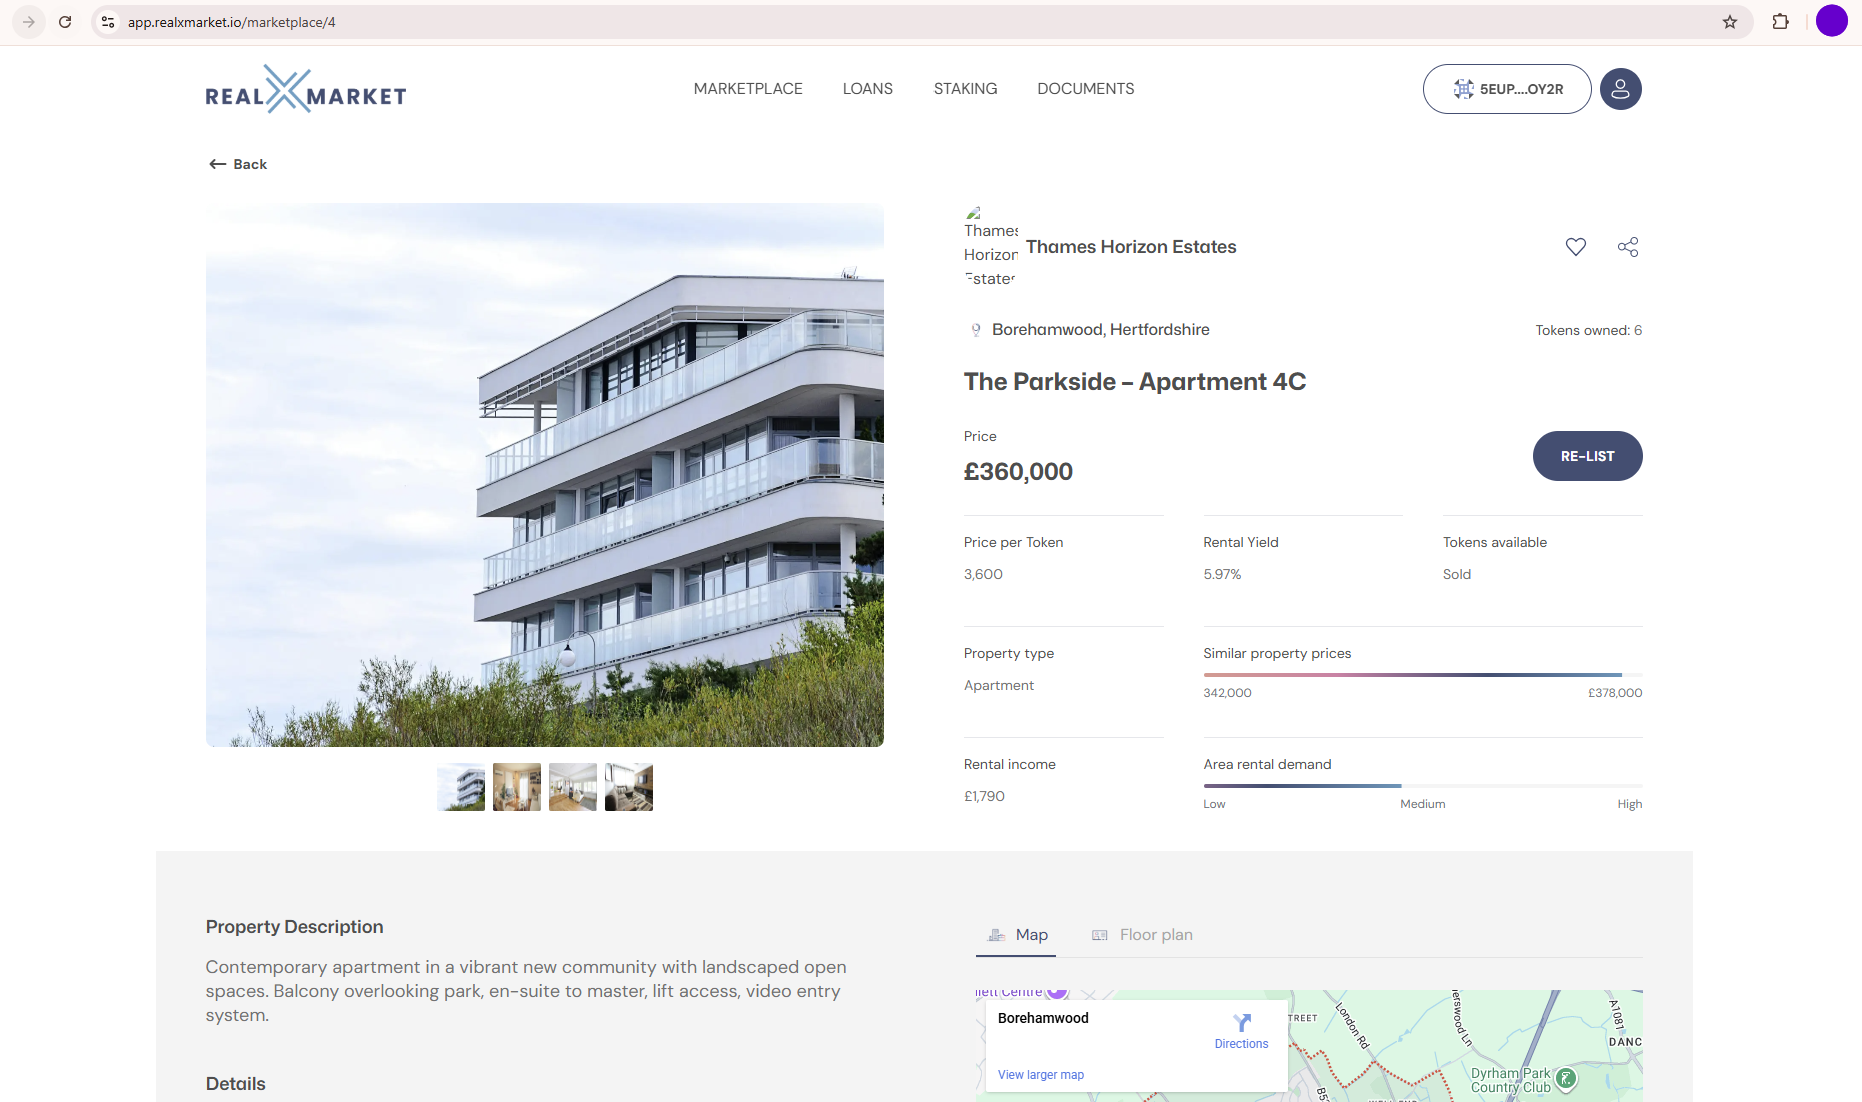 app.realxmarket.io/marketplace/4
REAL MARKET
MARKETPLACE
LOANS
STAKING
DOCUMENTS
5EUP....OY2R
Back
Thames
Horizon
Estates
Thames Horizon Estates
Borehamwood, Hertfordshire
Tokens owned: 6
The Parkside – Apartment 4C
Price
£360,000
RE-LIST
Price per Token
3,600
Rental Yield
5.97%
Tokens available
Sold
Property type
Apartment
Similar property prices
342,000
£378,000
Rental income
£1,790
Area rental demand
Low
Medium
High
Property Description
Contemporary apartment in a vibrant new community with landscaped open
spaces. Balcony overlooking park, en-suite to master, lift access, video entry
system.
Details
Map
Floor plan
Centre
Borehamwood
Directions
View larger map
TREET
London Rd
erswood Ln
A1081
DANC
Dyrham Park
Country Club